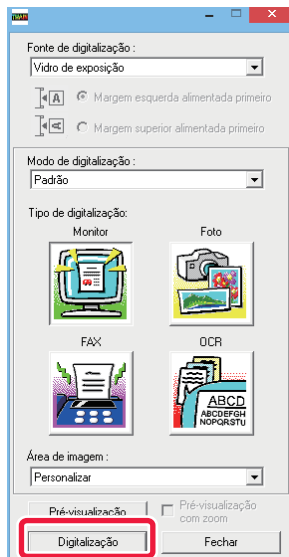 TWAIN
Fonte de digitalização :
Vidro de exposição
A
Margem esquerda alimentada primeiro
A
Margem superior alimentada primeiro
Modo de digitalização :
Padrão
Tipo de digitalização:
Monitor
Foto
FAX
OCR
ABCD
ABCDEFGH
NOPQRSTU
Área de imagem :
Personalizar
Pré-visualização
Pré-visualização
com zoom
Digitalização
Fechar